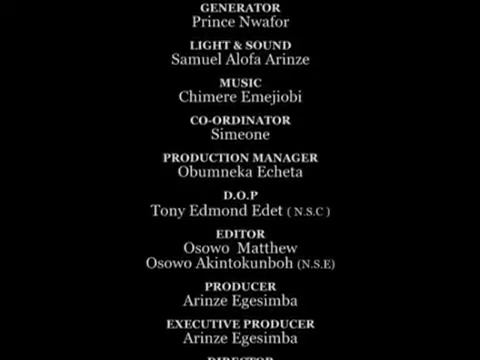 GENERATOR
Prince Nwafor
LIGHT & SOUND
Samuel Alofa Arinze
MUSIC
Chimere Emejiobi
CO-ORDINATOR
Simeone
PRODUCTION MANAGER
Obumneka Echeta
D.O.P
Tony Edmond Edet ( N.S.C )
EDITOR
Osowo Matthew
Osowo Akintokunboh (N.S.E)
PRODUCER
Arinze Egesimba
EXECUTIVE PRODUCER
Arinze Egesimba
DIRECTOR